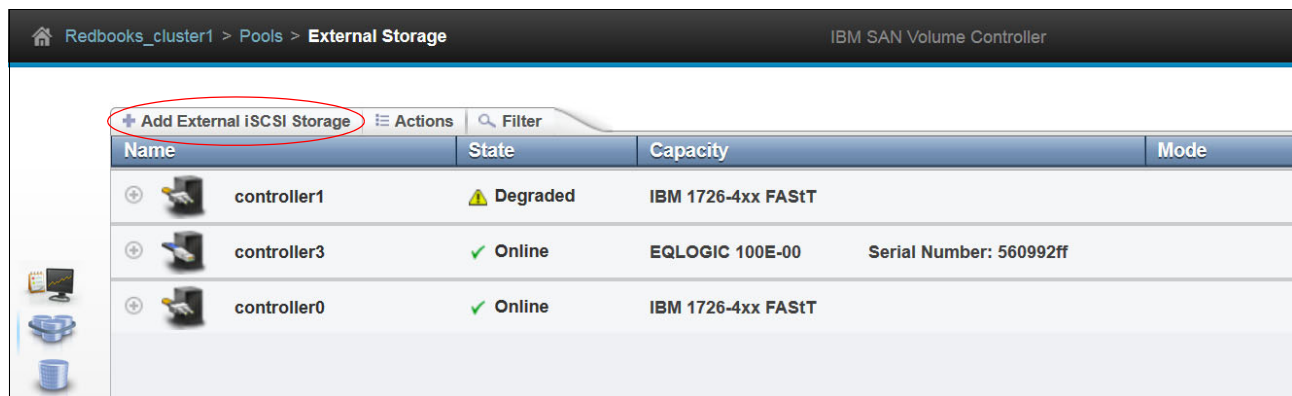 Redbooks_cluster1 > Pools > External Storage IBM SAN Volume Controller
Add External iSCSI Storage Actions Filter
Name State Capacity Mode
controller1 Degraded IBM 1726-4xx FAStT
controller3 Online EQLOGIC 100E-00 Serial Number: 560992ff
controller0 Online IBM 1726-4xx FAStT